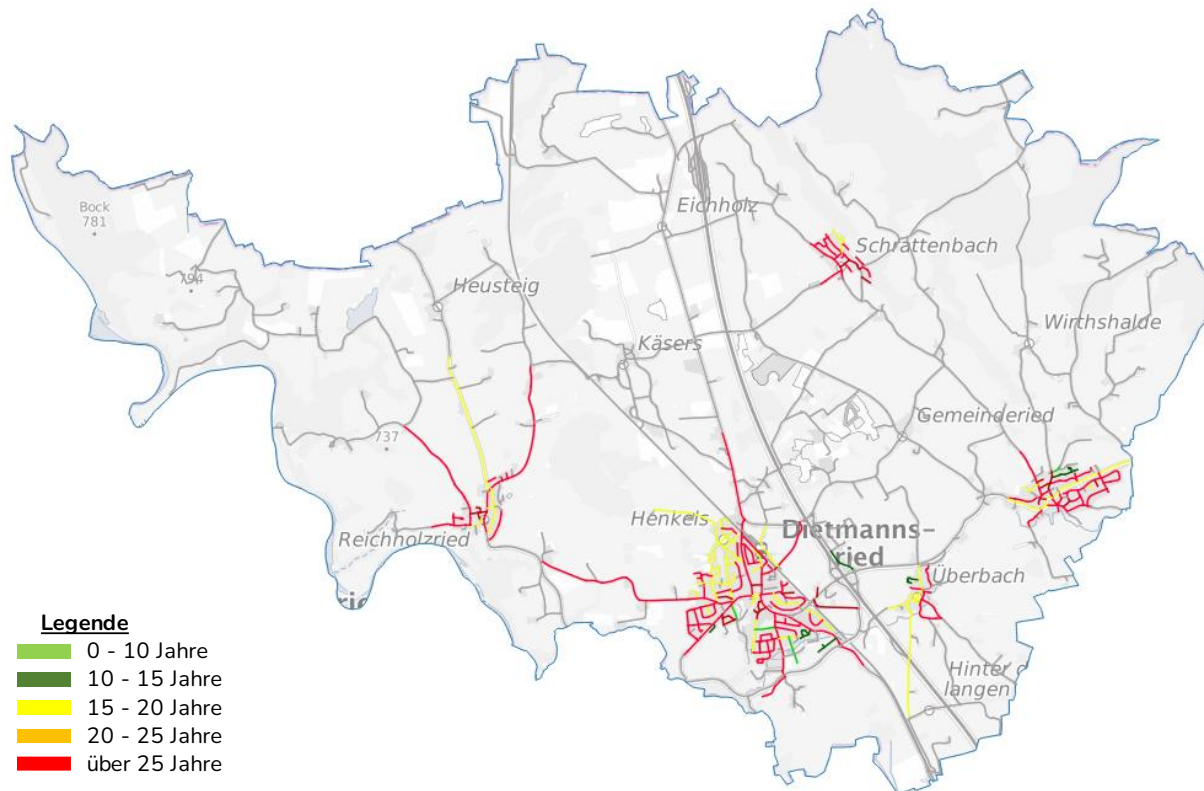 Bock
781
794
Eichholz
Schrattenbach
Heusteig
Käsers
Wirthshalde
Gemeinderied
737
Henkels
Reichholzried
Dietmanns-
ried
Überbach
Hinter
langen
Legende
0 - 10 Jahre
10 - 15 Jahre
15 - 20 Jahre
20 - 25 Jahre
über 25 Jahre